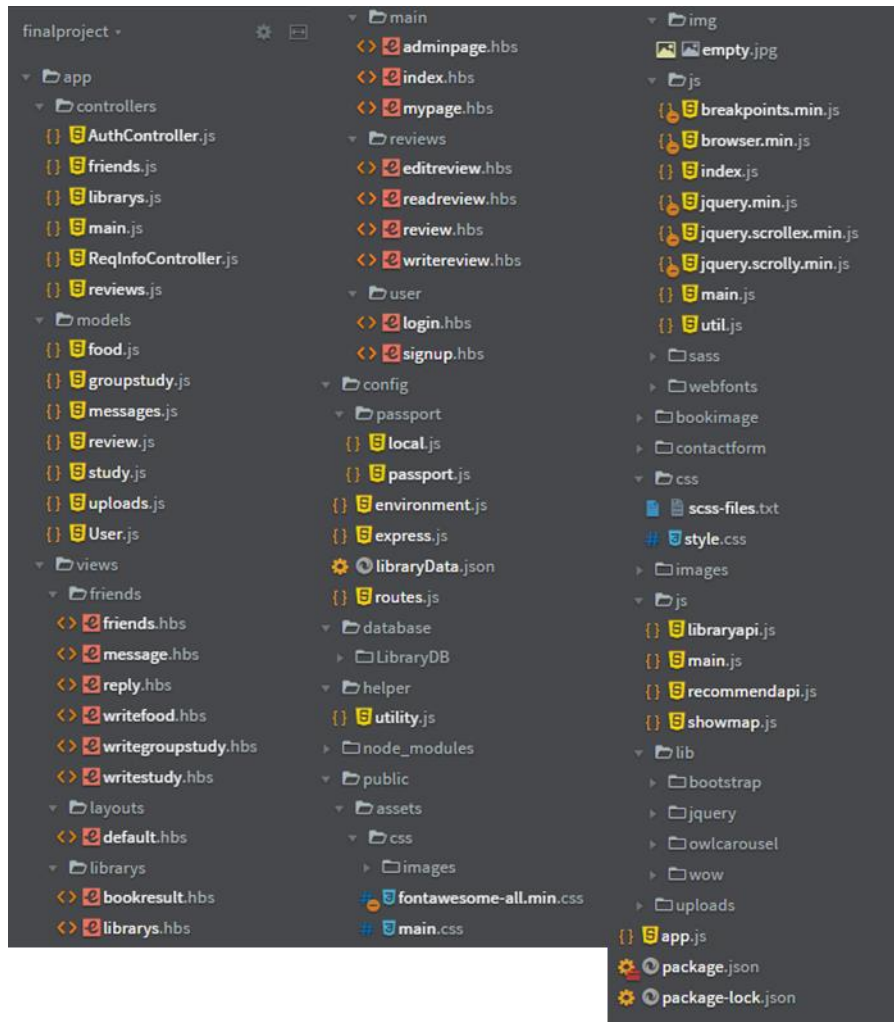 finalproject
app
controllers
AuthController.js
friends.js
librarys.js
main.js
ReqInfoController.js
reviews.js
models
food.js
groupstudy.js
messages.js
review.js
study.js
uploads.js
User.js
views
friends
friends.hbs
message.hbs
reply.hbs
writefood.hbs
writegroupstudy.hbs
writestudy.hbs
layouts
default.hbs
librarys
bookresult.hbs
librarys.hbs
main
adminpage.hbs
index.hbs
mypage.hbs
reviews
editreview.hbs
readreview.hbs
review.hbs
writereview.hbs
user
login.hbs
signup.hbs
config
passport
local.js
passport.js
environment.js
express.js
libraryData.json
routes.js
database
LibraryDB
helper
utility.js
node_modules
public
assets
css
images
fontawesome-all.min.css
main.css
img
empty.jpg
js
breakpoints.min.js
browser.min.js
index.js
jquery.min.js
jquery.scrollex.min.js
jquery.scrolly.min.js
main.js
util.js
sass
webfonts
bookimage
contactform
css
scss-files.txt
style.css
images
js
libraryapi.js
main.js
recommendapi.js
showmap.js
lib
bootstrap
jquery
owlcarousel
wow
uploads
app.js
package.json
package-lock.json